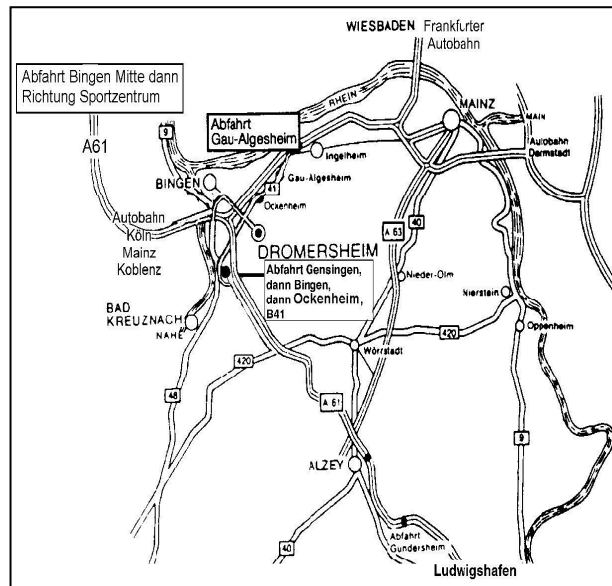 WIESBADEN Frankfurter
Autobahn
Abfahrt Bingen Mitte dann
Richtung Sportzentrum
RHEIN
MAINZ
MAIN
9
A61
Abfahrt
Gau-Algesheim
Ingelheim
Autobahn
Darmstadt
BINGEN
Gau-Algesheim
41
Ockenheim
Autobahn
Köln
Mainz
Koblenz
DROMERSHEIM
A 63
40
Abfahrt Gensingen,
dann Bingen,
dann Ockenheim,
B41
Nieder-Olm
Nierstein
BAD
KREUZNACH
NAHE
Oppenheim
420
Wörrstadt
420
48
A 61
9
ALZEY
40
Abfahrt
Gundersheim
Ludwigshafen